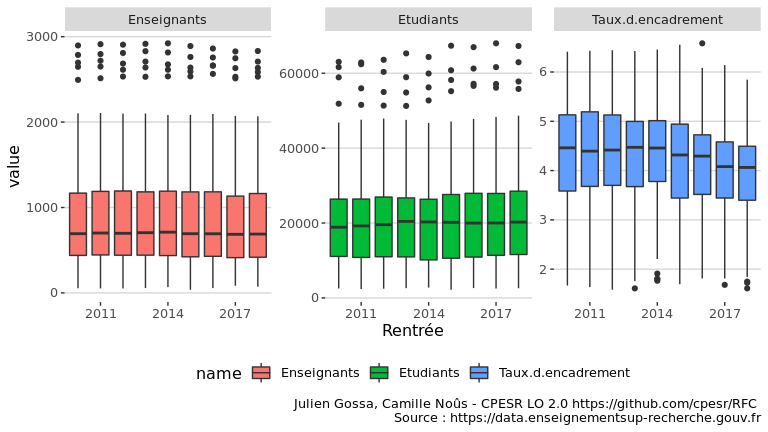 Enseignants
Etudiants
Taux.d.encadrement
value
3000
2000
1000
0
60000
40000
20000
0
6
5
4
3
2
2011 2014 2017
2011 2014 2017
2011 2014 2017
Rentrée
name Enseignants Etudiants Taux.d.encadrement
Julien Gossa, Camille Noûs - CPESR LO 2.0 https://github.com/cpesr/RFC
Source : https://data.enseignementsup-recherche.gouv.fr